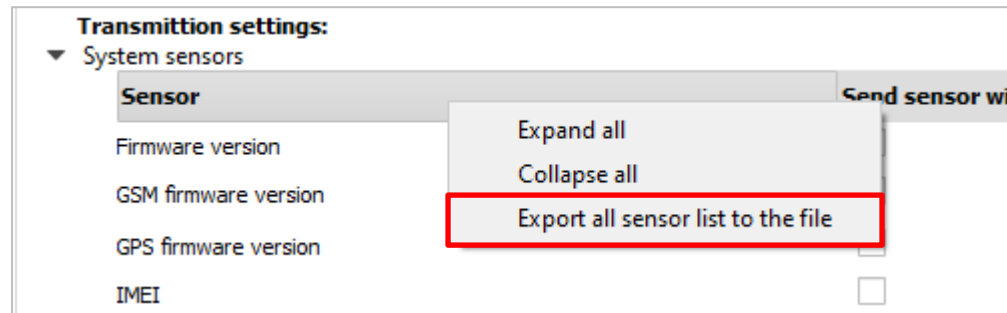 Transmittion settings:
System sensors
Sensor
Send sensor wi
Expand all
Firmware version
Collapse all
GSM firmware version
Export all sensor list to the file
GPS firmware version
IMEI